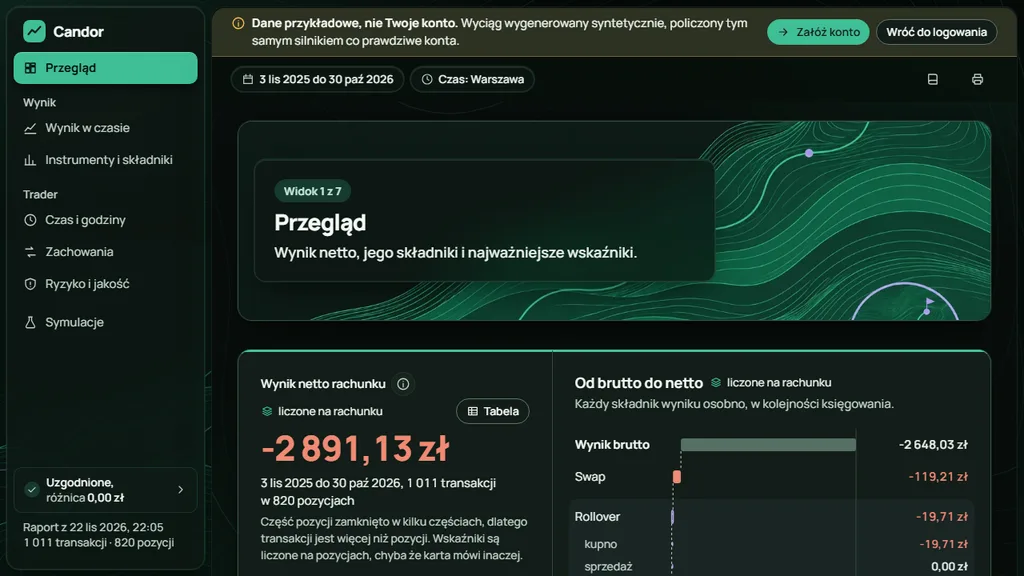 Candor
Przegląd
Wynik
Wynik w czasie
Instrumenty i składniki
Trader
Czas i godziny
Zachowania
Ryzyko i jakość
Symulacje
Uzgodnione,
różnica 0,00 zł
Raport z 22 lis 2026, 22:05
1 011 transakcji · 820 pozycji
Dane przykładowe, nie Twoje konto. Wyciąg wygenerowany syntetycznie, policzony tym
samym silnikiem co prawdziwe konta.
Załóż konto
Wróć do logowania
3 lis 2025 do 30 paź 2026
Czas: Warszawa
Widok 1 z 7
Przegląd
Wynik netto, jego składniki i najważniejsze wskaźniki.
Wynik netto rachunku
liczone na rachunku
Tabela
-2 891,13 zł
3 lis 2025 do 30 paź 2026, 1 011 transakcji
w 820 pozycjach
Część pozycji zamknięto w kilku częściach, dlatego
transakcji jest więcej niż pozycji. Wskaźniki są
liczone na pozycjach, chyba że karta mówi inaczej.
Od brutto do netto
liczone na rachunku
Każdy składnik wyniku osobno, w kolejności księgowania.
Wynik brutto -2 648,03 zł
Swap -119,21 zł
Rollover -19,71 zł
kupno -19,71 zł
sprzedaż 0,00 zł